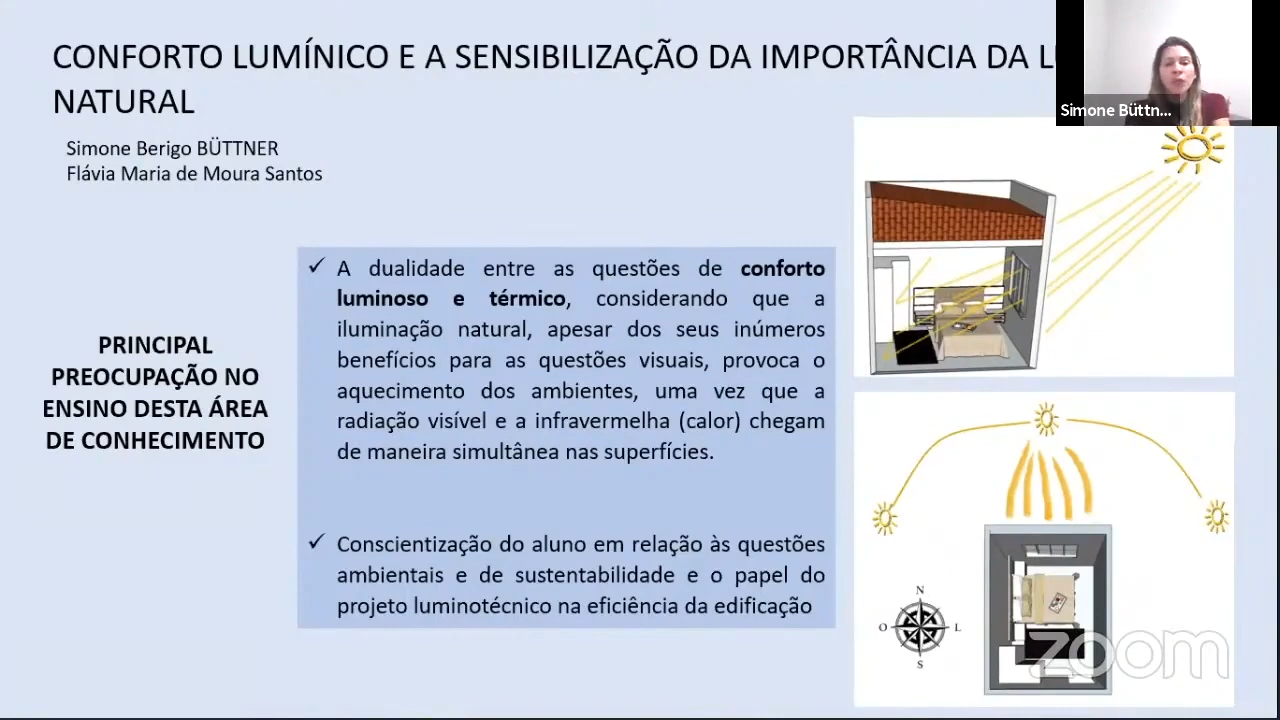 CONFORTO LUMÍNICO E A SENSIBILIZAÇÃO DA IMPORTÂNCIA DA
NATURAL
Simone Büttn...
Simone Berigo BÜTTNER
Flávia Maria de Moura Santos
PRINCIPAL
PREOCUPAÇÃO NO
ENSINO DESTA ÁREA
DE CONHECIMENTO
✓ A dualidade entre as questões de conforto
luminoso e térmico, considerando que a
iluminação natural, apesar dos seus inúmeros
benefícios para as questões visuais, provoca o
aquecimento dos ambientes, uma vez que a
radiação visível e a infravermelha (calor) chegam
de maneira simultânea nas superfícies.
✓ Conscientização do aluno em relação às questões
ambientais e de sustentabilidade e o papel do
projeto luminotécnico na eficiência da edificação
N
O L
S
zoom